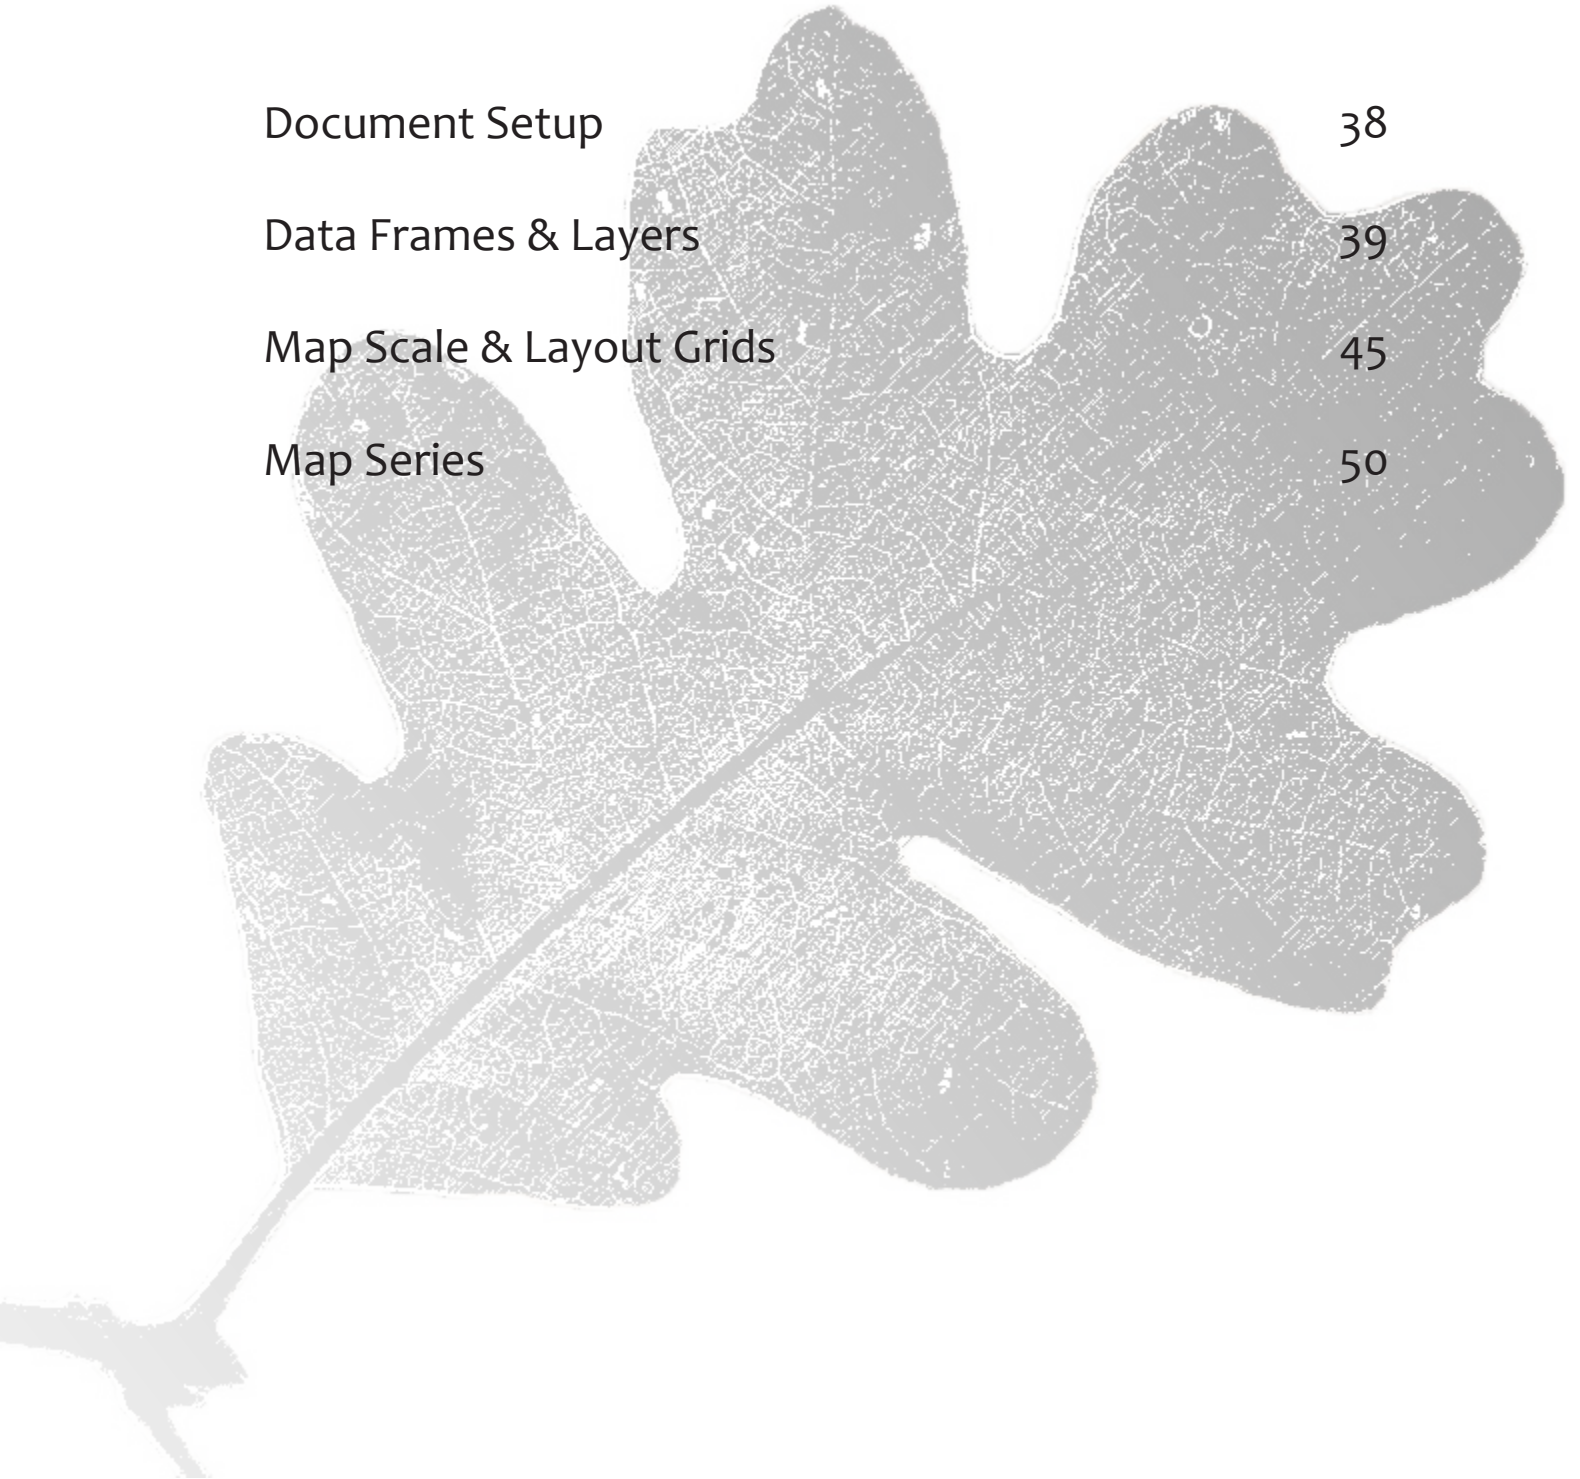 Document Setup 38
Data Frames & Layers 39
Map Scale & Layout Grids 45
Map Series 50